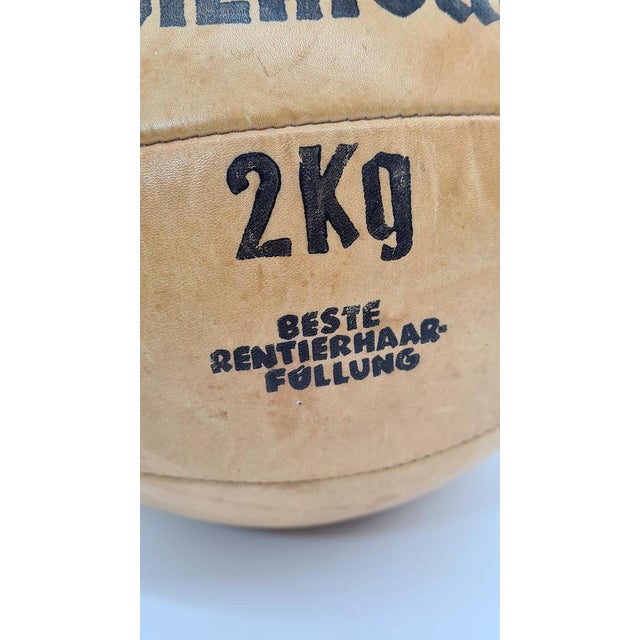 2Kg
BESTE
RENTIERHAAR-
FÜLLUNG